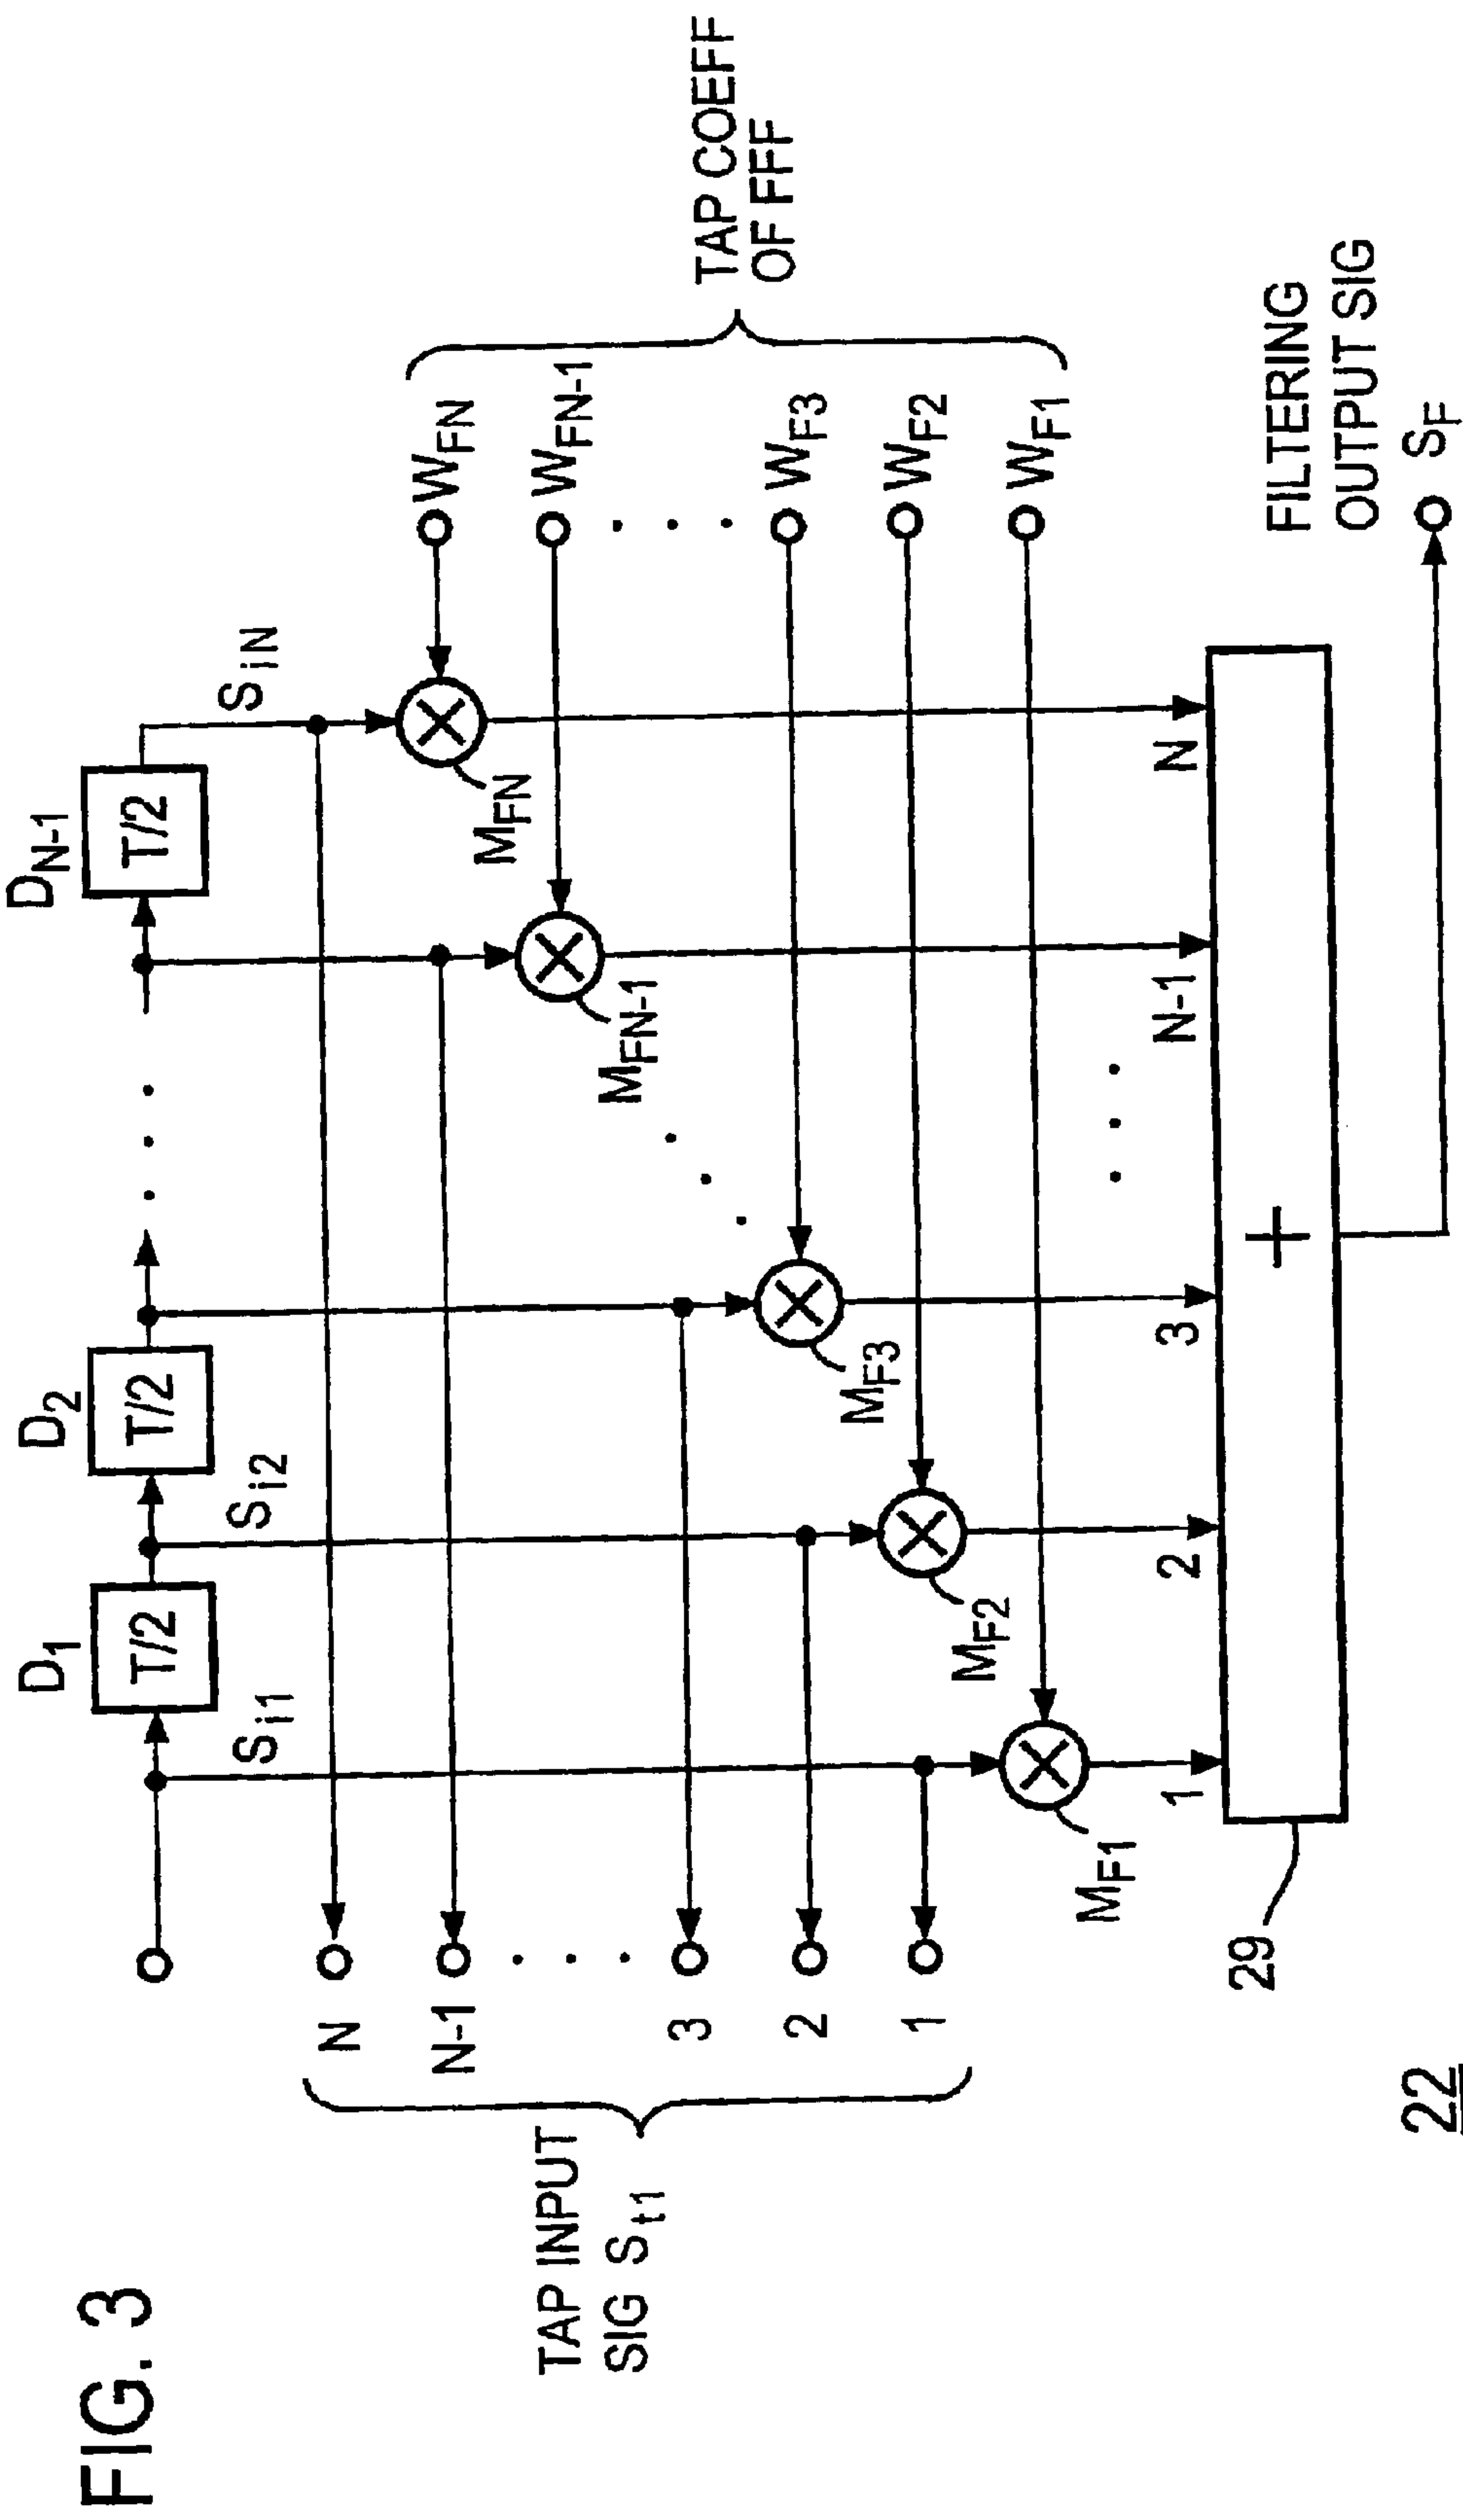 FIG. 3
D1
D2
DN-1
T/2
T/2
T/2
Si1
Si2
SiN
TAP INPUT
SIG St1
N
N-1
3
2
1
WFN
WFN-1
WF3
WF2
WF1
TAP COEFF
OF FFF
MFN
MFN-1
MF3
MF2
MF1
1
2
3
N-1
N
+
29
FILTERING
OUTPUT SIG
SF
22